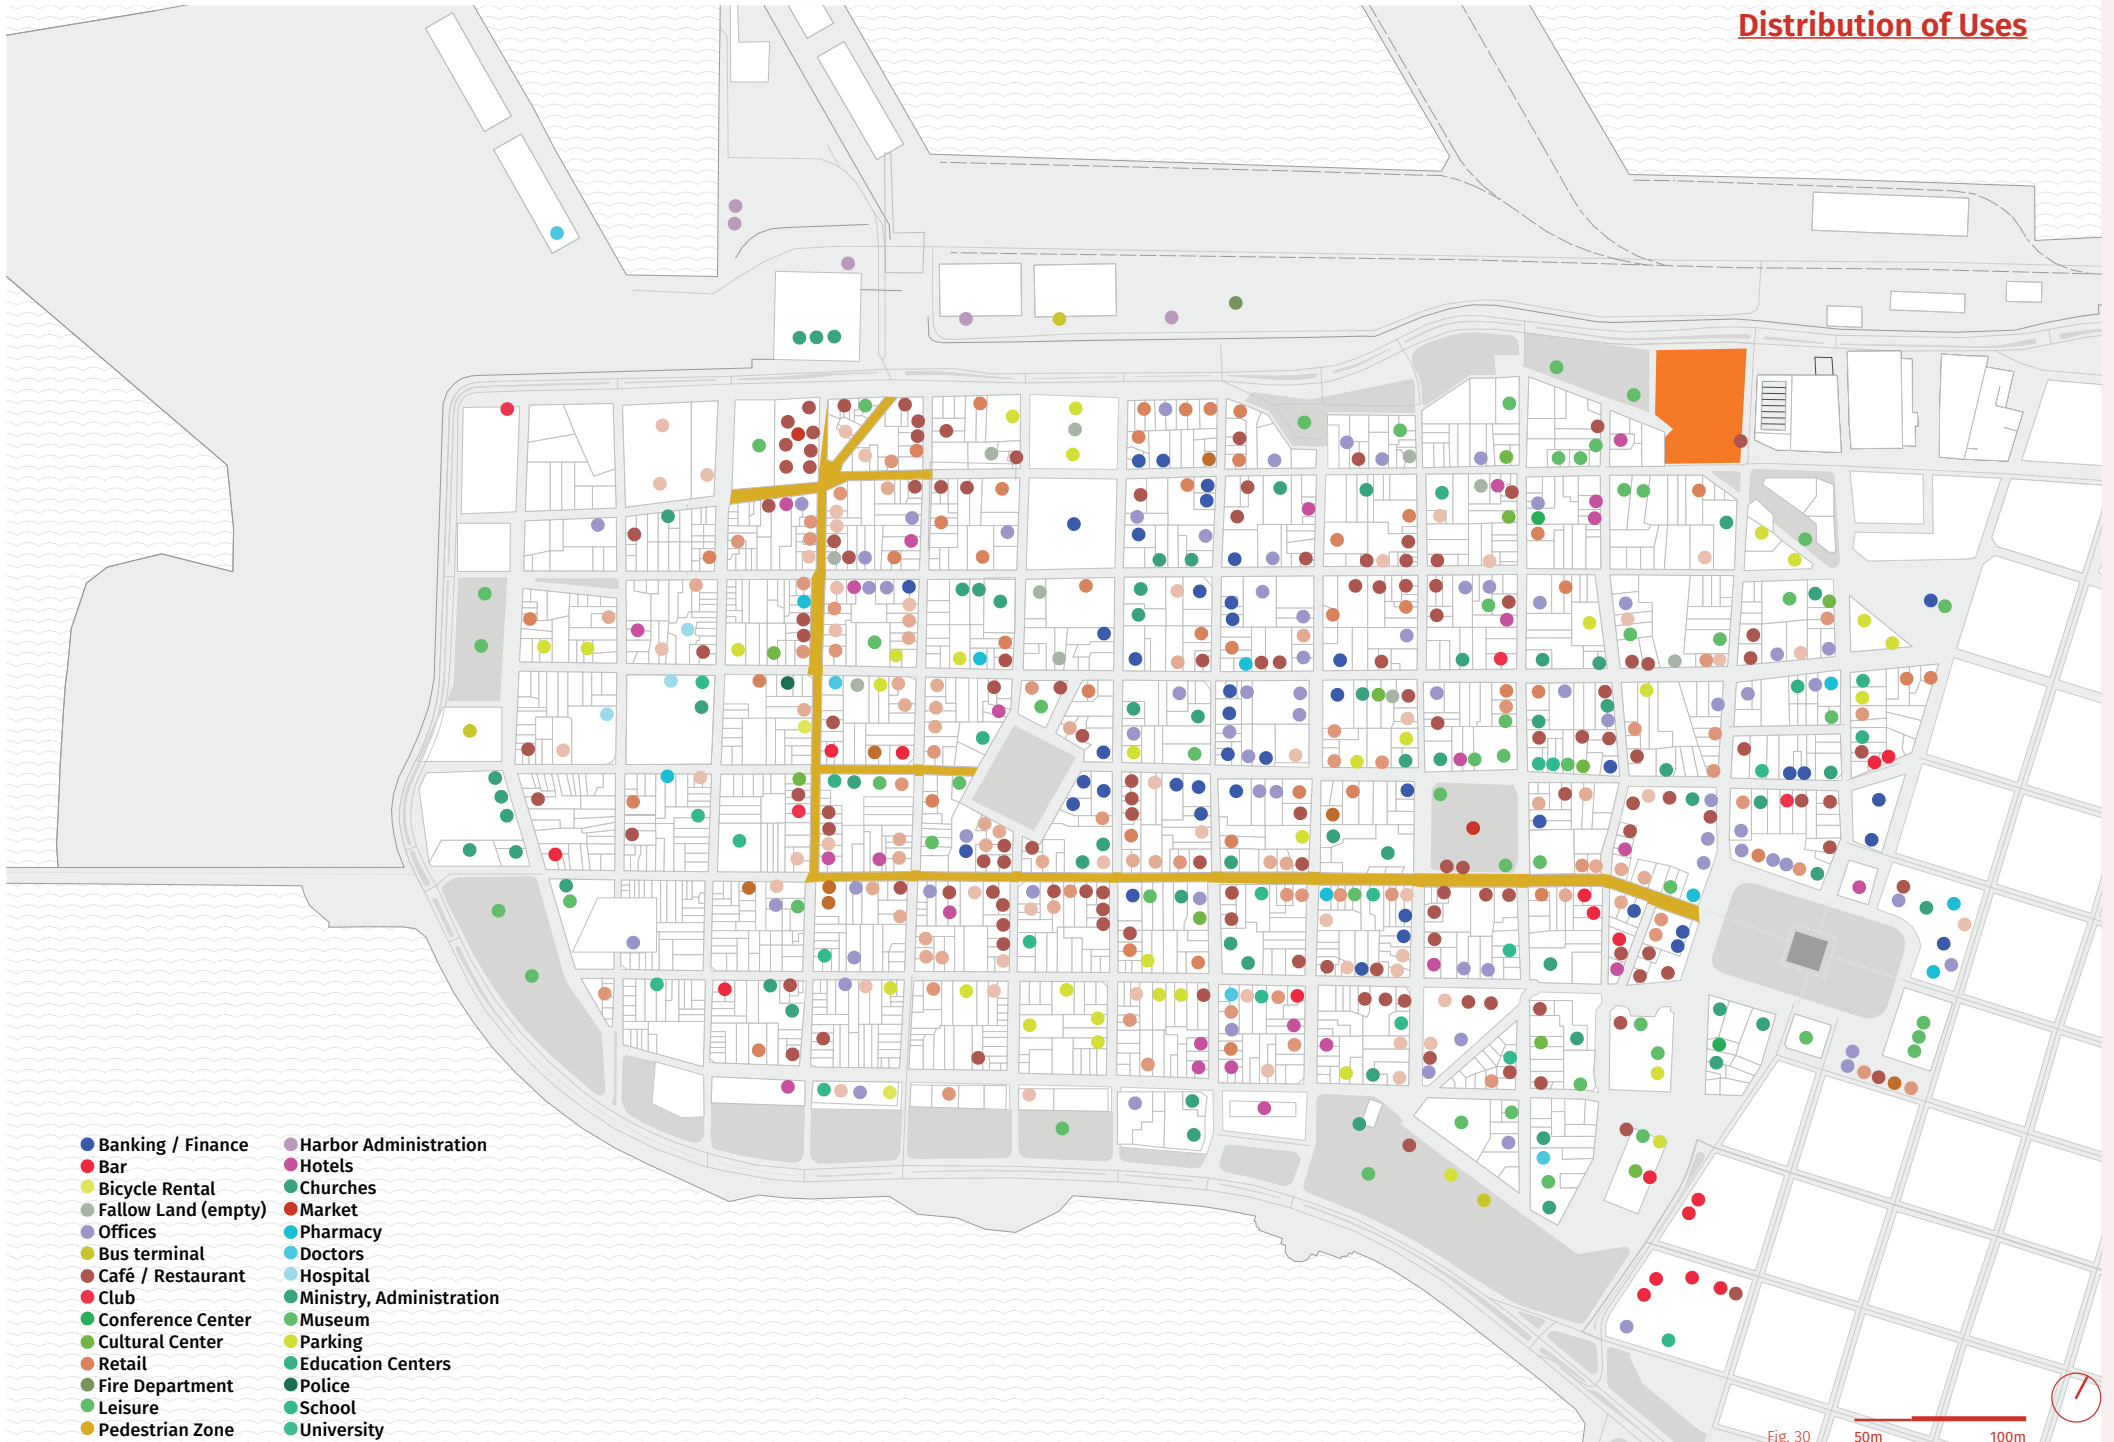 Distribution of Uses
Banking / Finance
Bar
Bicycle Rental
Fallow Land (empty)
Offices
Bus terminal
Café / Restaurant
Club
Conference Center
Cultural Center
Retail
Fire Department
Leisure
Pedestrian Zone
Harbor Administration
Hotels
Churches
Market
Pharmacy
Doctors
Hospital
Ministry, Administration
Museum
Parking
Education Centers
Police
School
University
Fig. 30
50m
100m